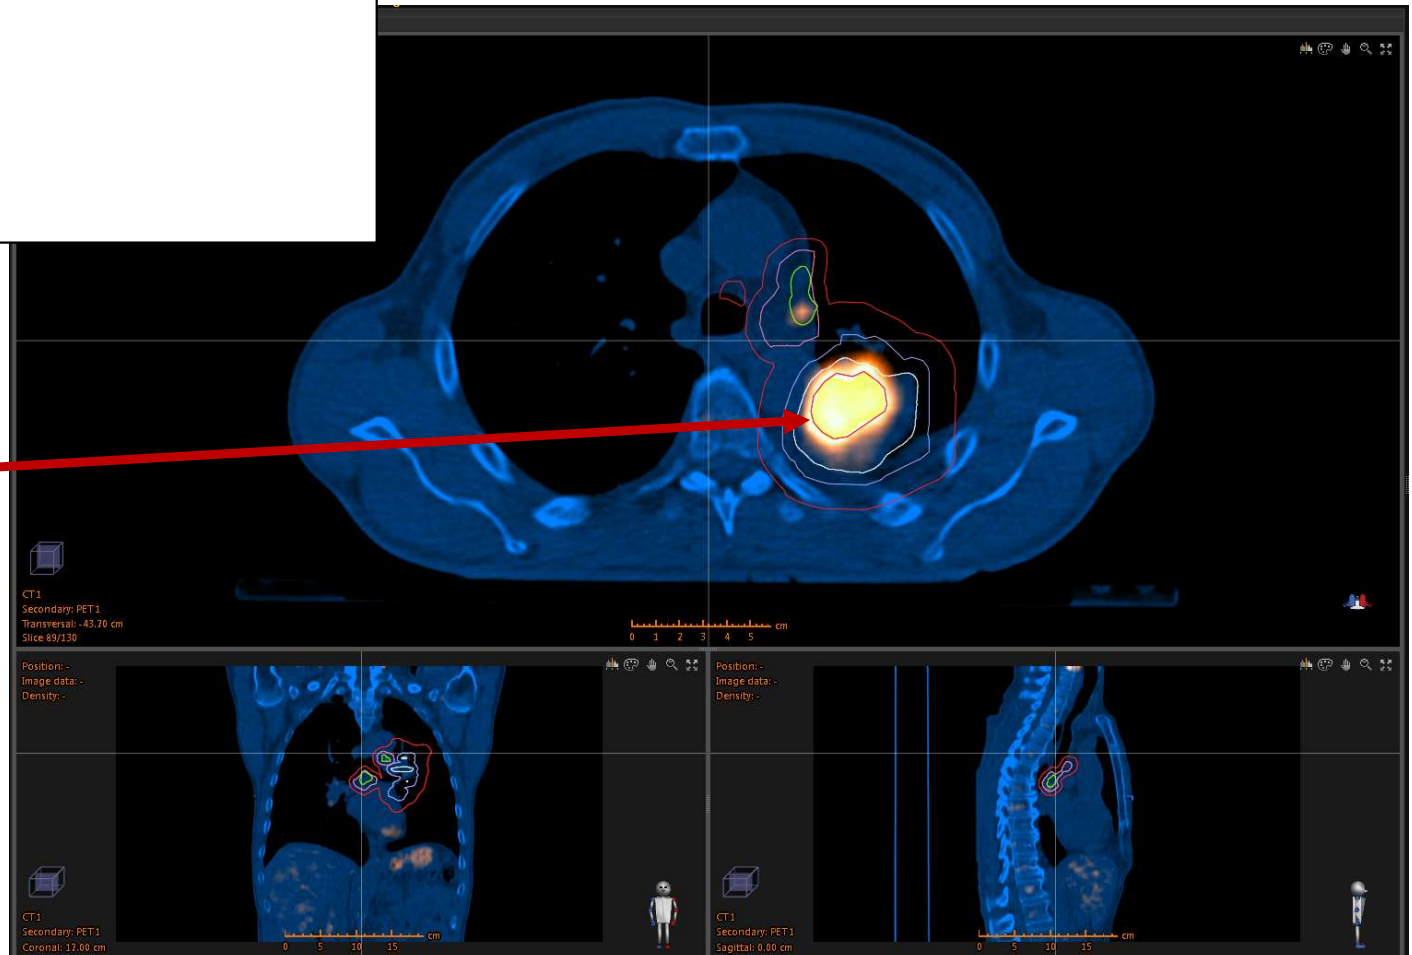 CT1
Secondary: PET1
Transversal: -43.20 cm
Slice 89/130
cm
0 1 2 3 4 5
Position: -
Image data: -
Density: -
CT1
Secondary: PET1
Coronal: 12.00 cm
cm
0 5 10 15
Position: -
Image data: -
Density: -
CT1
Secondary: PET1
Sagittal: 0.00 cm
cm
0 5 10 15